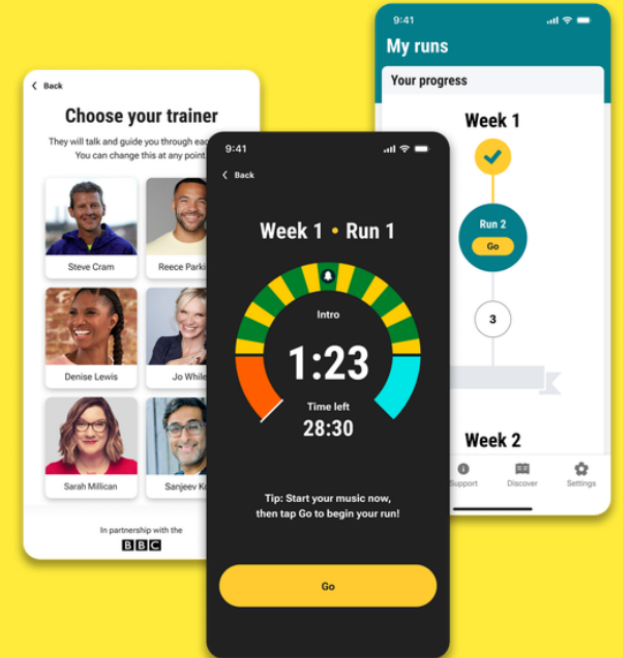 Back
Choose your trainer
They will talk and guide you through
You can change this at any point
Steve Cram
Reece
Denise Lewis
Jo
Sarah Millican
Sanjeev
In partnership with the
BBC
9:41
Back
Week 1 • Run 1
Intro
1:23
Time left
28:30
Tip: Start your music now,
then tap Go to begin your run!
Go
9:41
My runs
Your progress
Week 1
Run 2
Go
3
Week 2
Support
Discover
Settings